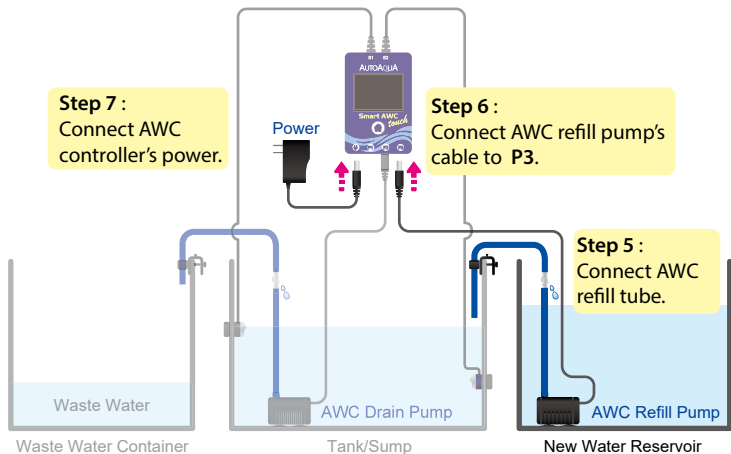 S1 S2
AUTOAQUA
Smart AWC
touch
Step 7 :
Connect AWC
controller's power.
Power
Step 6 :
Connect AWC refill pump's
cable to P3.
Step 5 :
Connect AWC
refill tube.
Waste Water
AWC Drain Pump
AWC Refill Pump
Waste Water Container
Tank/Sump
New Water Reservoir